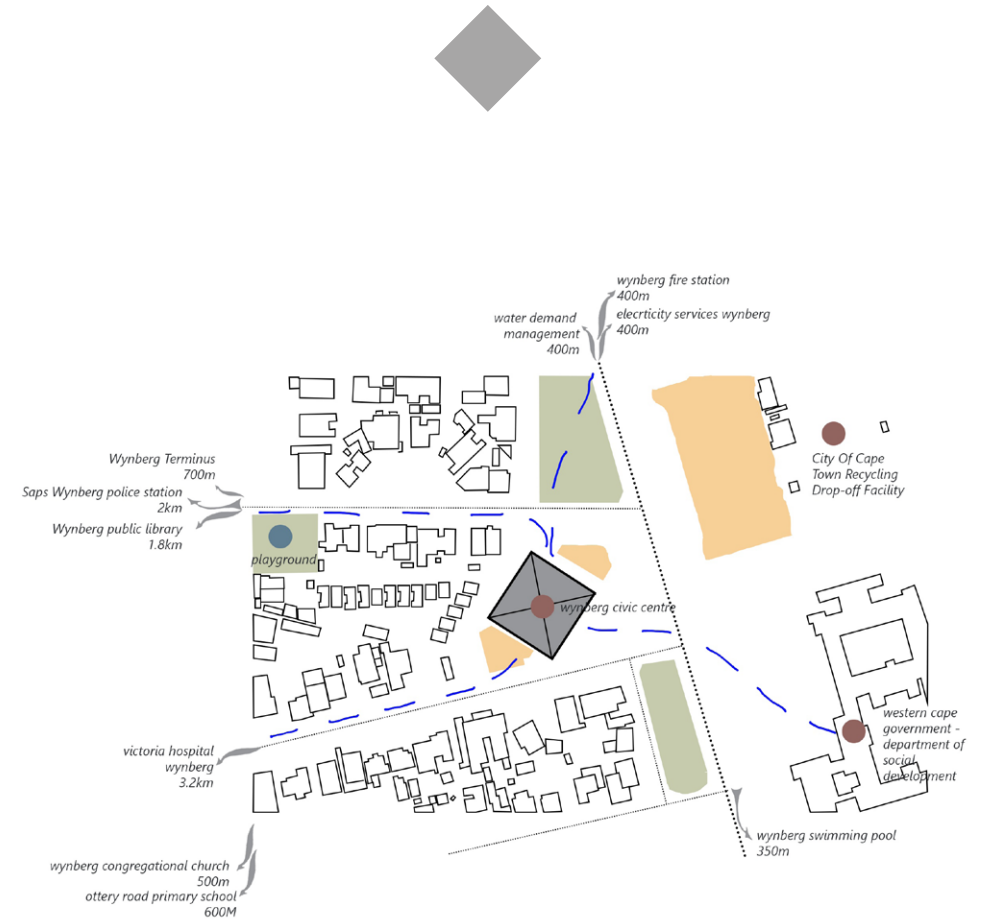 wynberg fire station
400m
water demand
management
400m
elecrticity services wynberg
400m
Wynberg Terminus
700m
Saps Wynberg police station
2km
Wynberg public library
1.8km
City Of Cape
Town Recycling
Drop-off Facility
playground
wynberg civic centre
western cape
government -
department of
social
development
victoria hospital
wynberg
3.2km
wynberg swimming pool
350m
wynberg congregational church
500m
ottery road primary school
600M